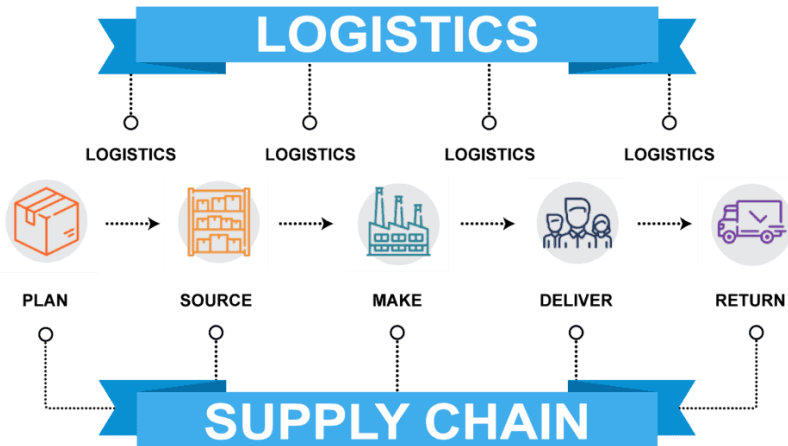 LOGISTICS
LOGISTICS LOGISTICS LOGISTICS LOGISTICS
PLAN SOURCE MAKE DELIVER RETURN
SUPPLY CHAIN